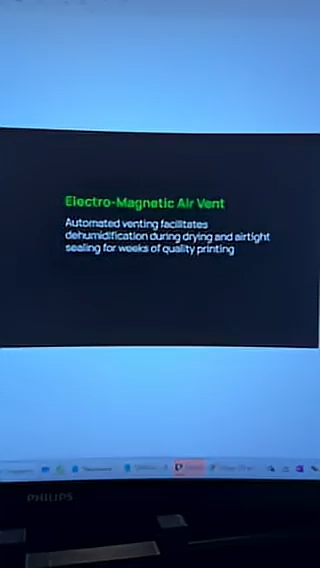 Electro-Magnetic Air Vent
Automated venting facilitates
dehumidification during drying and airtight
sealing for weeks of quality printing
PHILIPS